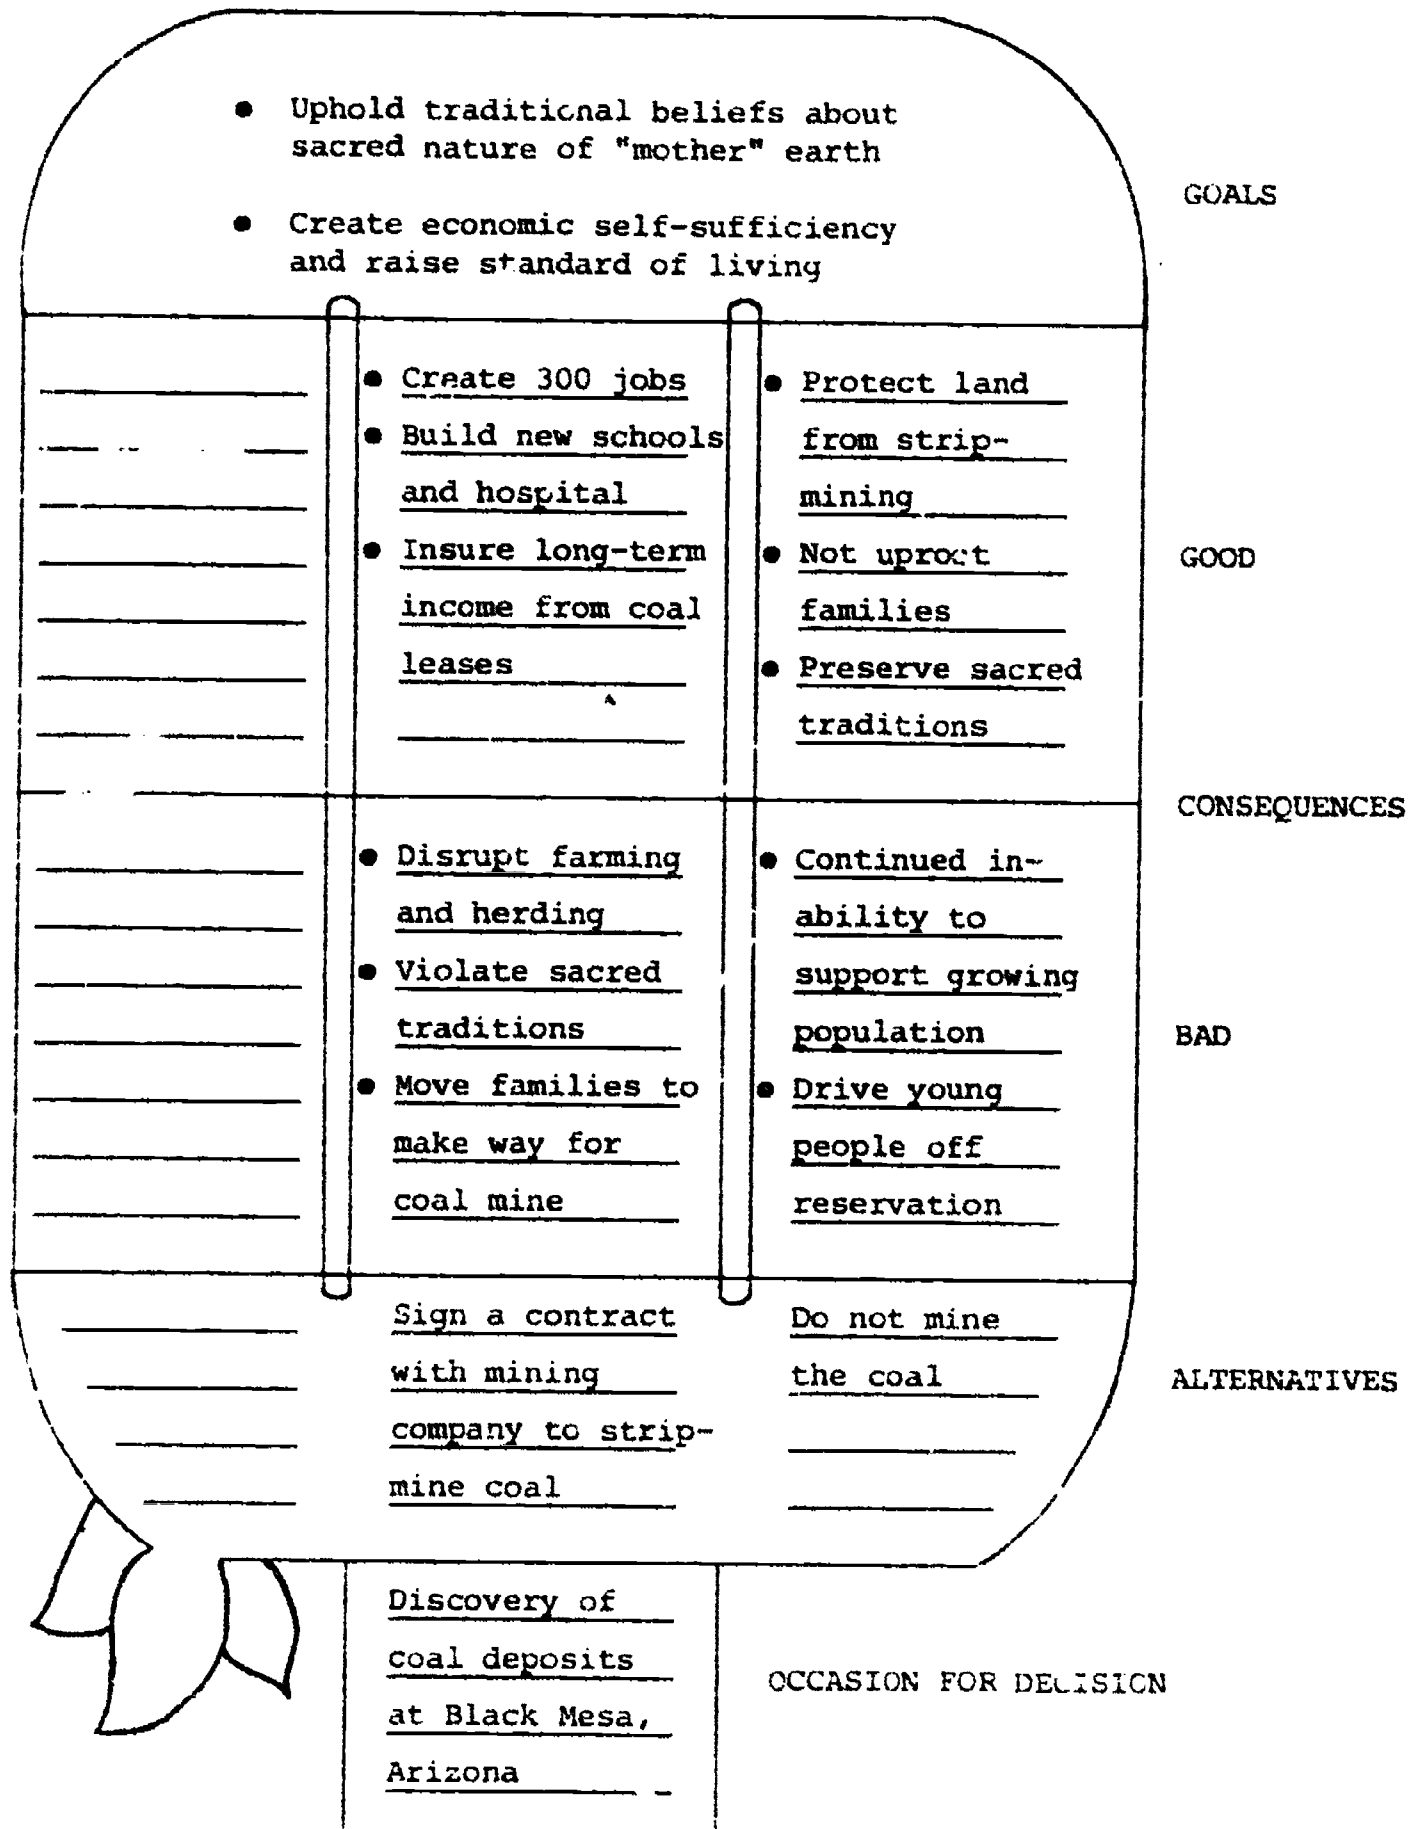 • Uphold traditional beliefs about
sacred nature of "mother" earth
• Create economic self-sufficiency
and raise standard of living
GOALS
• Create 300 jobs
• Build new schools
and hospital
• Insure long-term
income from coal
leases
• Protect land
from strip-
mining
• Not uproot
families
• Preserve sacred
traditions
GOOD
CONSEQUENCES
• Disrupt farming
and herding
• Violate sacred
traditions
• Move families to
make way for
coal mine
• Continued in-
ability to
support growing
population
• Drive young
people off
reservation
BAD
Sign a contract
with mining
company to strip-
mine coal
Do not mine
the coal
ALTERNATIVES
Discovery of
coal deposits
at Black Mesa,
Arizona
OCCASION FOR DECISION